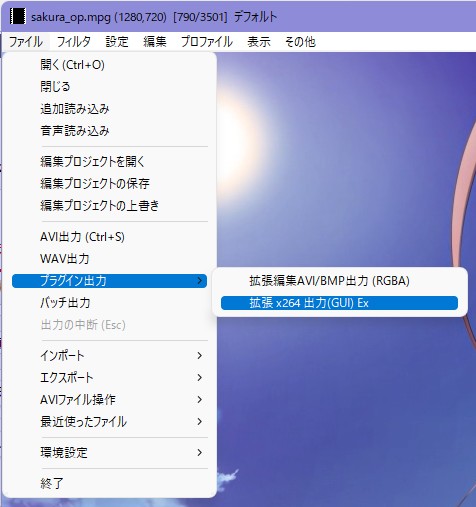 sakura_op.mpg (1280,720) [790/3501] デフォルト
ファイル フィルタ 設定 編集 プロファイル 表示 その他
開く(Ctrl+O)
閉じる
追加読み込み
音声読み込み
編集プロジェクトを開く
編集プロジェクトの保存
編集プロジェクトの上書き
AVI出力 (Ctrl+S)
WAV出力
プラグイン出力
拡張編集AVI/BMP出力 (RGBA)
拡張 x264 出力(GUI) Ex
バッチ出力
出力の中断 (Esc)
インポート
エクスポート
AVIファイル操作
最近使ったファイル
環境設定
終了